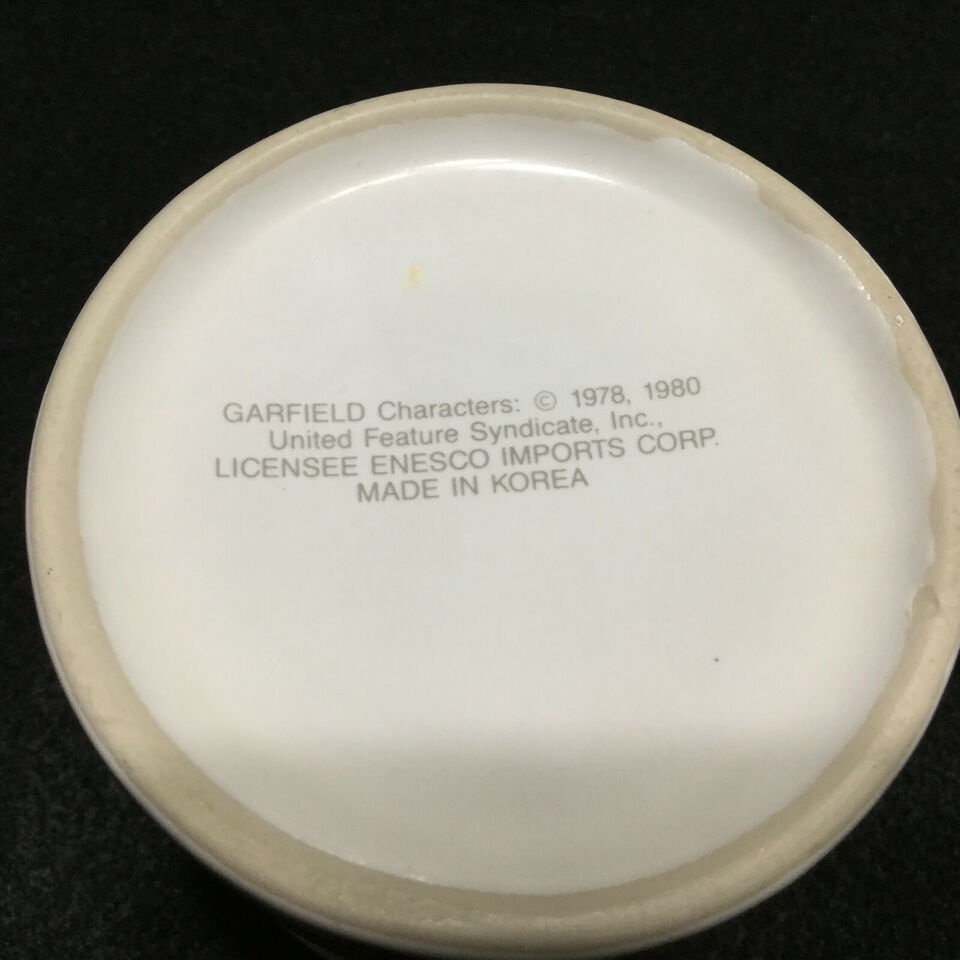 GARFIELD Characters: © 1978, 1980
United Feature Syndicate, Inc.,
LICENSEE ENESCO IMPORTS CORP.
MADE IN KOREA